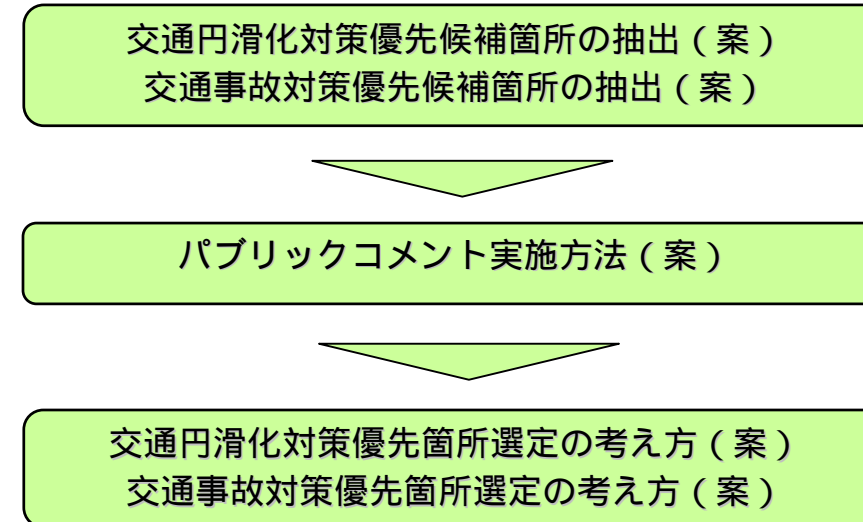 交通円滑化対策優先候補箇所の抽出（案）
交通事故対策優先候補箇所の抽出（案）
パブリックコメント実施方法（案）
交通円滑化対策優先箇所選定の考え方（案）
交通事故対策優先箇所選定の考え方（案）